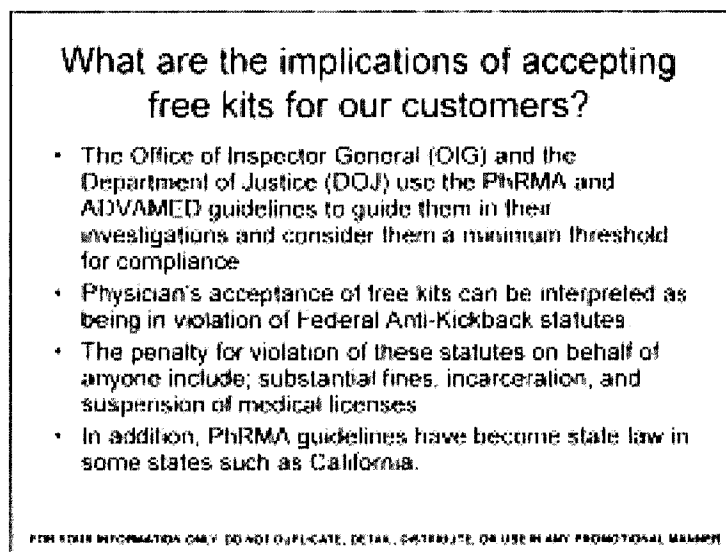 What are the implications of accepting
free kits for our customers?
• The Office of Inspector General (OIG) and the
Department of Justice (DOJ) use the PhRMA and
ADVAMED guidelines to guide them in their
investigations and consider them a minimum threshold
for compliance
• Physician's acceptance of free kits can be interpreted as
being in violation of Federal Anti-Kickback statutes
• The penalty for violation of these statutes on behalf of
anyone include; substantial fines, incarceration, and
suspension of medical licenses
• In addition, PhRMA guidelines have become state law in
some states such as California.
FOR YOUR INFORMATION ONLY. DO NOT DUPLICATE, DETAIL, DISTRIBUTE, OR USE IN ANY PROMOTIONAL MANNER